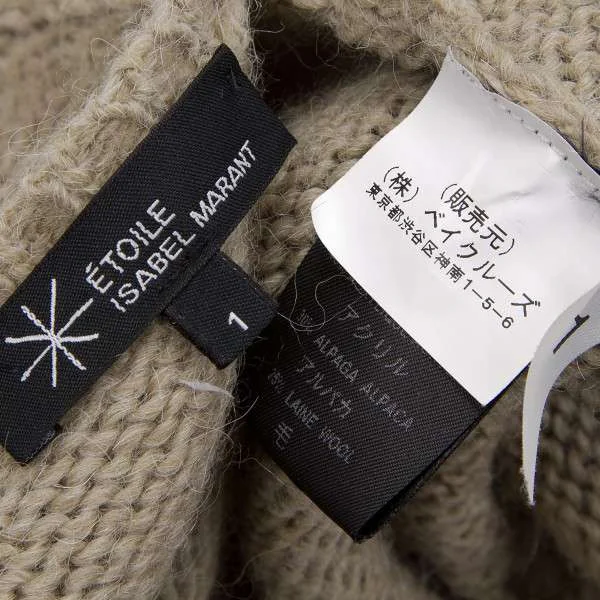 ÉTOILE
ISABEL MARANT
1
(販売元)
(株) ベイクルーズ
東京都渋谷区神南1-5-6
アクリル
ALPAGA ALPACA
アルパカ
LAINE WOOL
毛
1